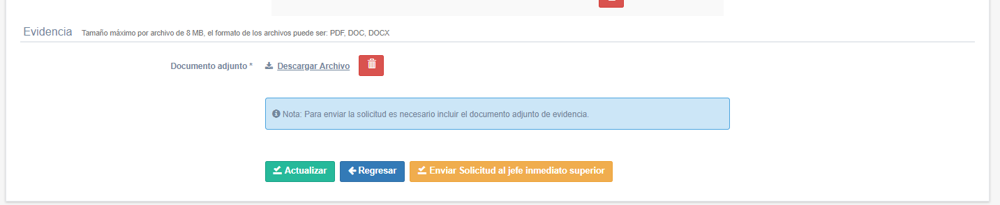 Evidencia Tamaño máximo por archivo de 8 MB, el formato de los archivos puede ser: PDF, DOC, DOCX
Documento adjunto * Descargar Archivo
Nota: Para enviar la solicitud es necesario incluir el documento adjunto de evidencia.
Actualizar Regresar Enviar Solicitud al jefe inmediato superior